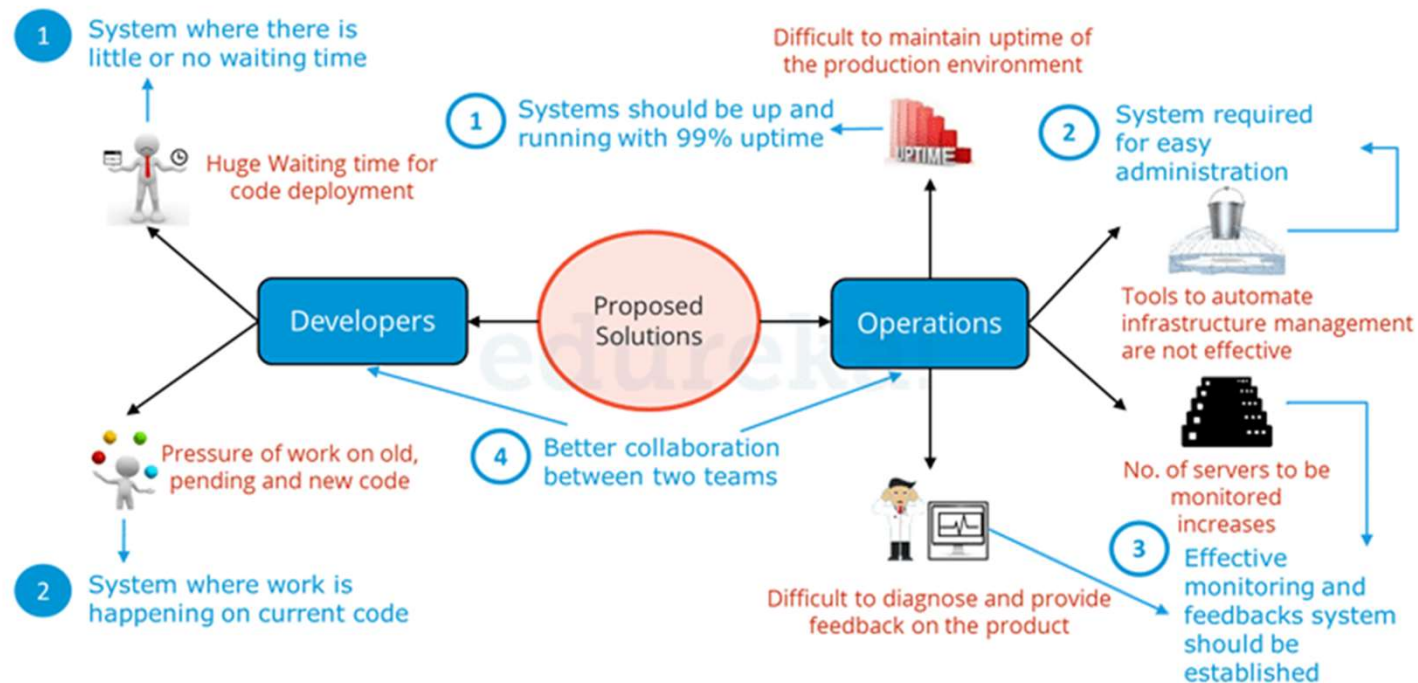 1
System where there is
little or no waiting time
Huge Waiting time for
code deployment
Developers
Pressure of work on old,
pending and new code
2
System where work is
happening on current code
Proposed
Solutions
edureka!
4
Better collaboration
between two teams
Difficult to maintain uptime of
the production environment
1
Systems should be up and
running with 99% uptime
UPTIME
Operations
2
System required
for easy
administration
Tools to automate
infrastructure management
are not effective
No. of servers to be
monitored
increases
3
Effective
monitoring and
feedbacks system
should be
established
Difficult to diagnose and provide
feedback on the product